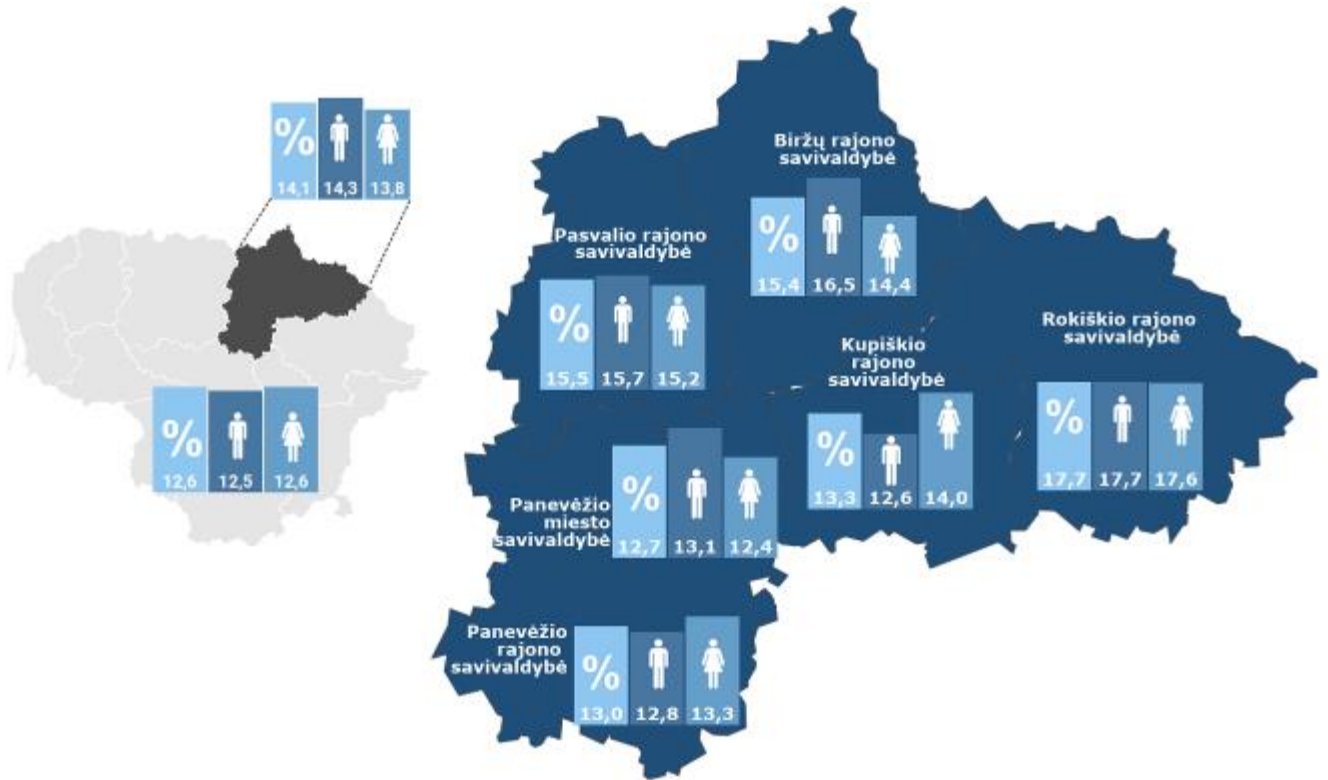 %
14,1 14,3 13,8
%
12,6 12,5 12,6
Biržų rajono
savivaldybė
%
15,4 16,5 14,4
Pasvalio rajono
savivaldybė
%
15,5 15,7 15,2
Rokiškio rajono
savivaldybė
%
17,7 17,7 17,6
Kupiškio
rajono
savivaldybė
%
13,3 12,6 14,0
Panevėžio
miesto
savivaldybė
%
12,7 13,1 12,4
Panevėžio
rajono
savivaldybė
%
13,0 12,8 13,3